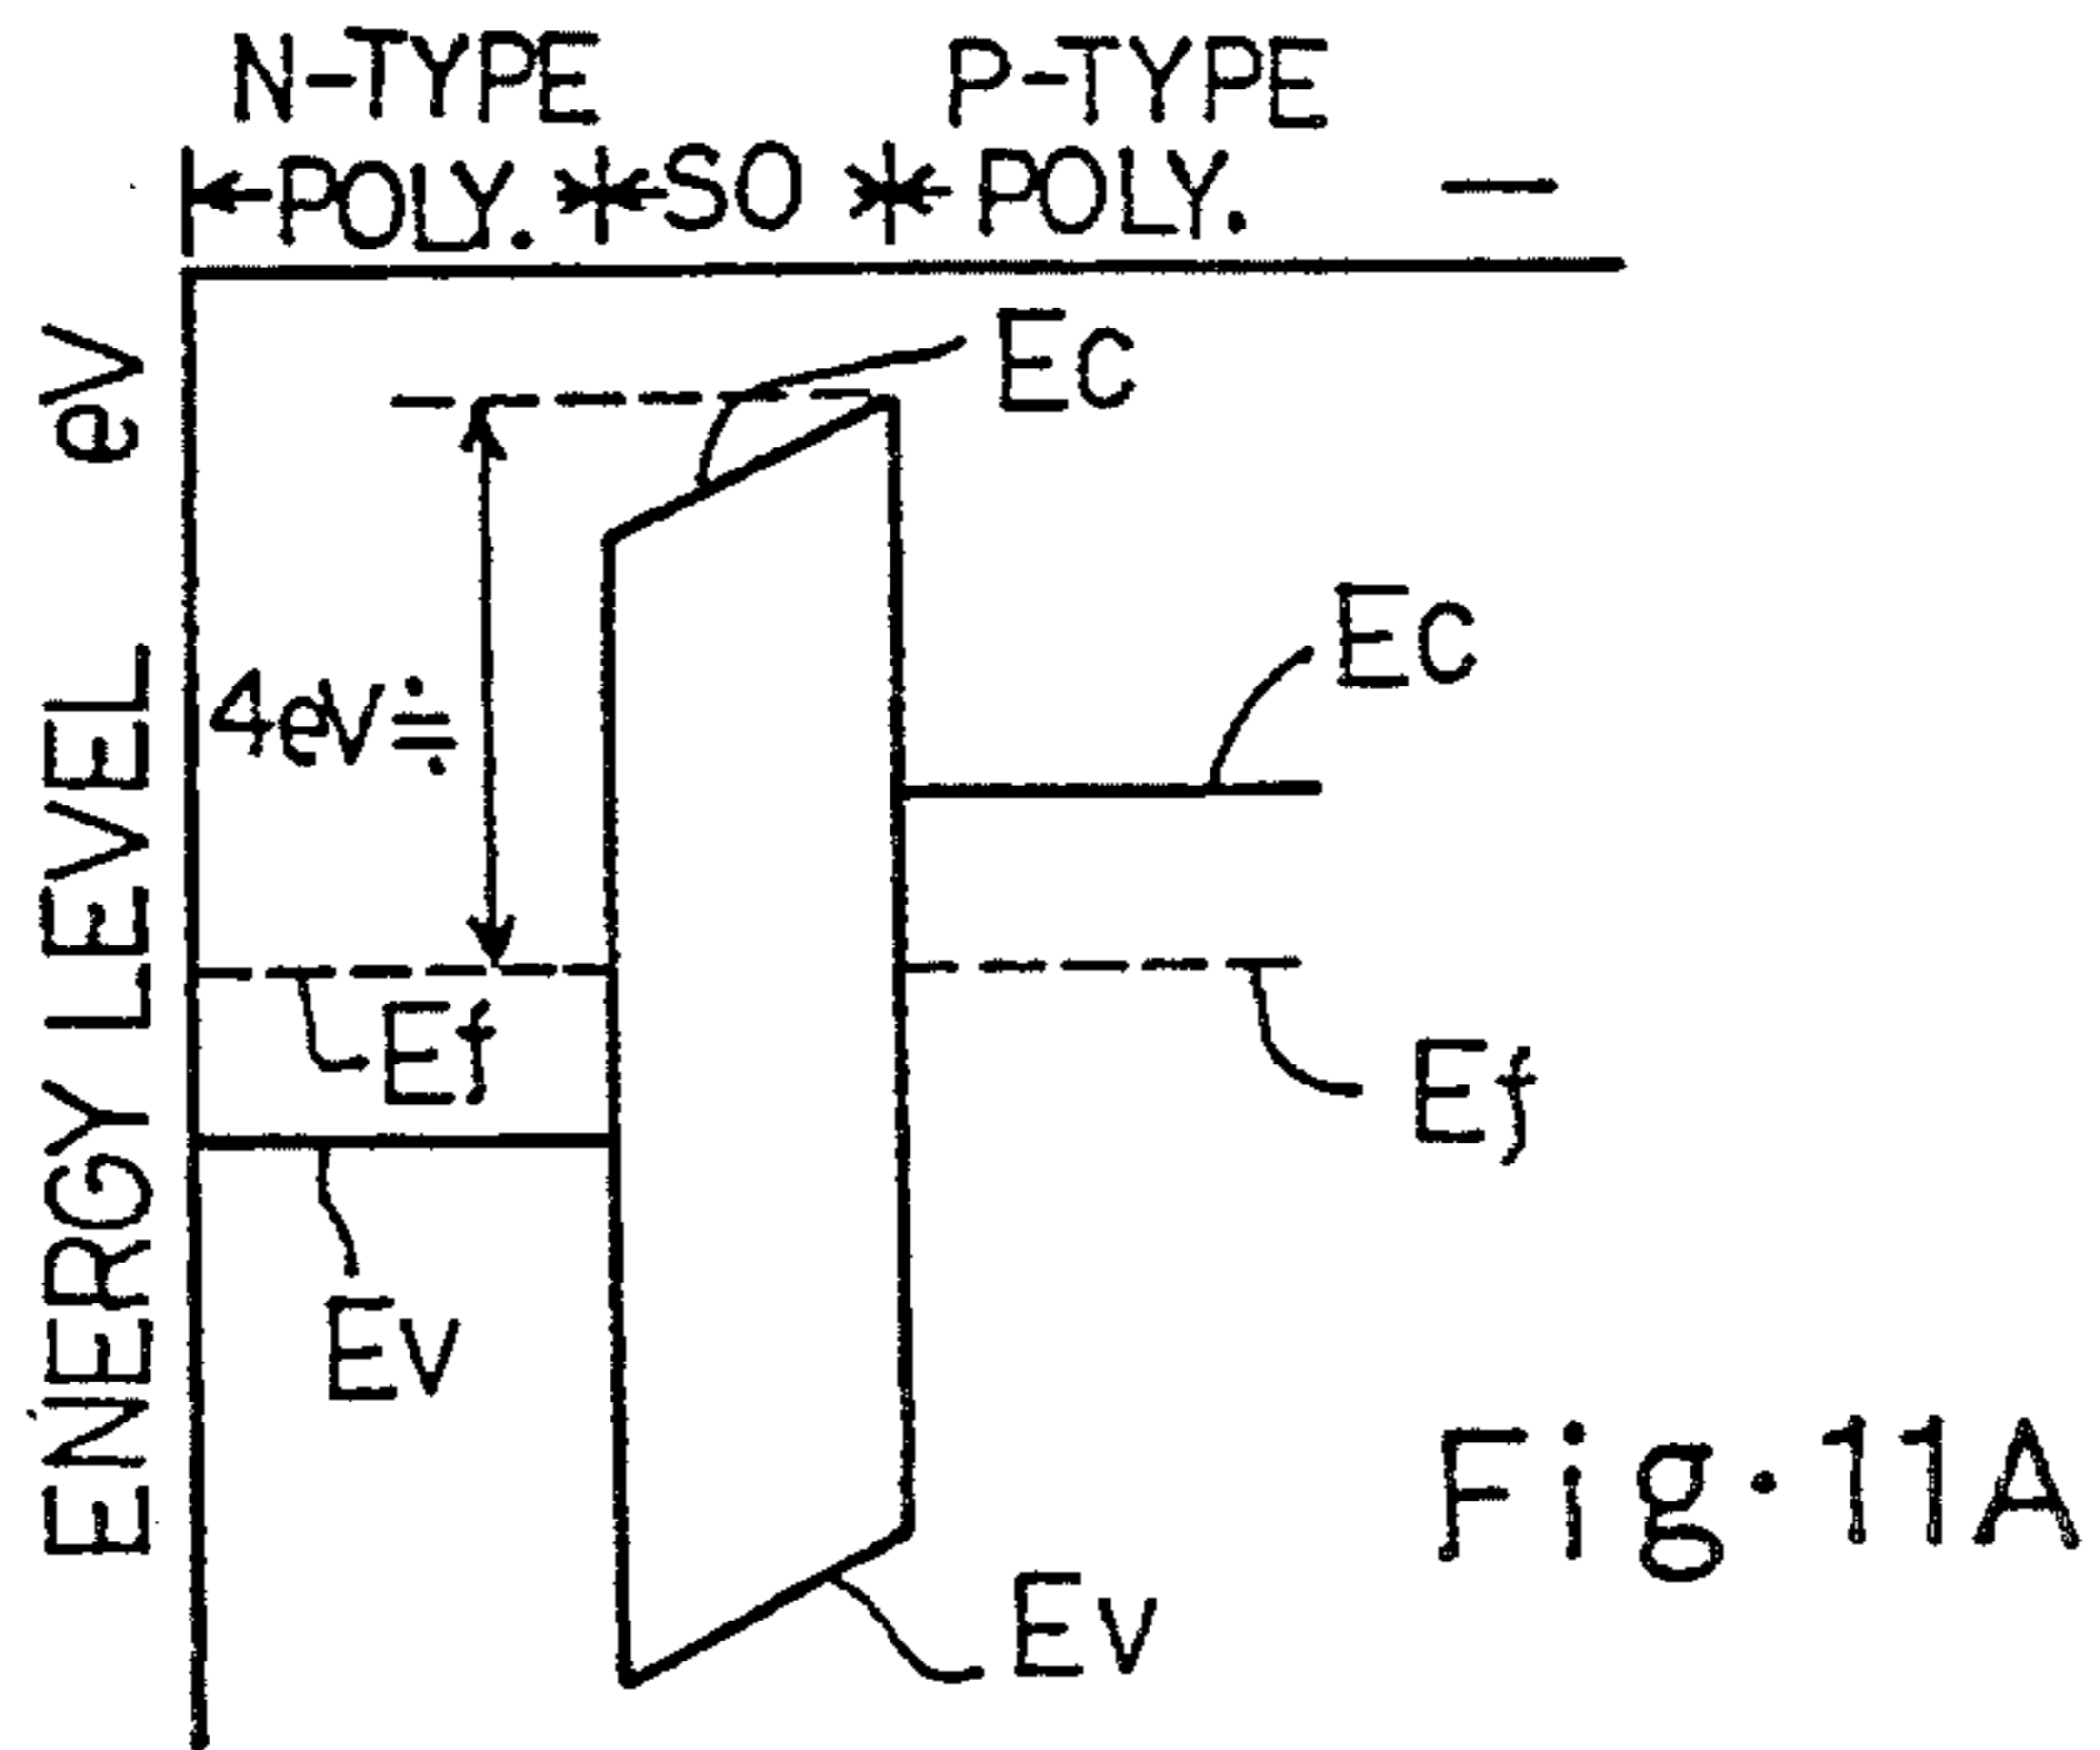 N-TYPE
P-TYPE
POLY.
SO
POLY.
ENERGY LEVEL eV
EC
EC
4eV≒
Ef
Ef
EV
EV
Fig. 11A